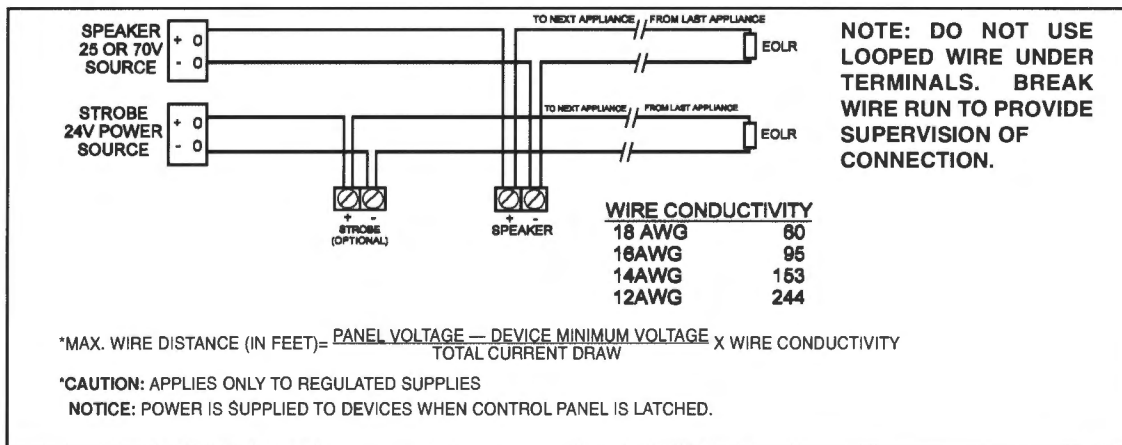 SPEAKER
25 OR 70V
SOURCE
+ O
- O
TO NEXT APPLIANCE
FROM LAST APPLIANCE
EOLR
STROBE
24V POWER
SOURCE
+ O
- O
TO NEXT APPLIANCE
FROM LAST APPLIANCE
EOLR
+ -
STROBE
(OPTIONAL)
+ -
SPEAKER
NOTE: DO NOT USE
LOOPED WIRE UNDER
TERMINALS. BREAK
WIRE RUN TO PROVIDE
SUPERVISION OF
CONNECTION.
WIRE CONDUCTIVITY
18 AWG 60
16AWG 95
14AWG 153
12AWG 244
*MAX. WIRE DISTANCE (IN FEET)= PANEL VOLTAGE — DEVICE MINIMUM VOLTAGE
TOTAL CURRENT DRAW
X WIRE CONDUCTIVITY
*CAUTION: APPLIES ONLY TO REGULATED SUPPLIES
NOTICE: POWER IS SUPPLIED TO DEVICES WHEN CONTROL PANEL IS LATCHED.